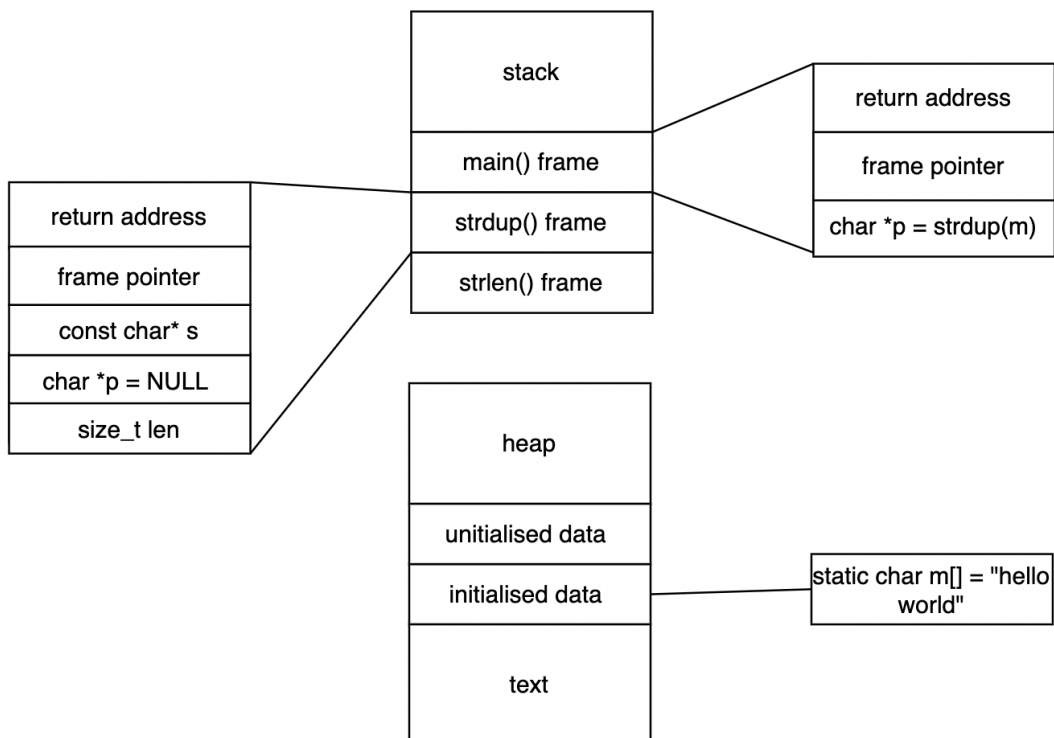 stack
main() frame
strdup() frame
strlen() frame
return address
frame pointer
char *p = strdup(m)
return address
frame pointer
const char* s
char *p = NULL
size_t len
heap
unitialised data
initialised data
text
static char m[] = "hello
world"